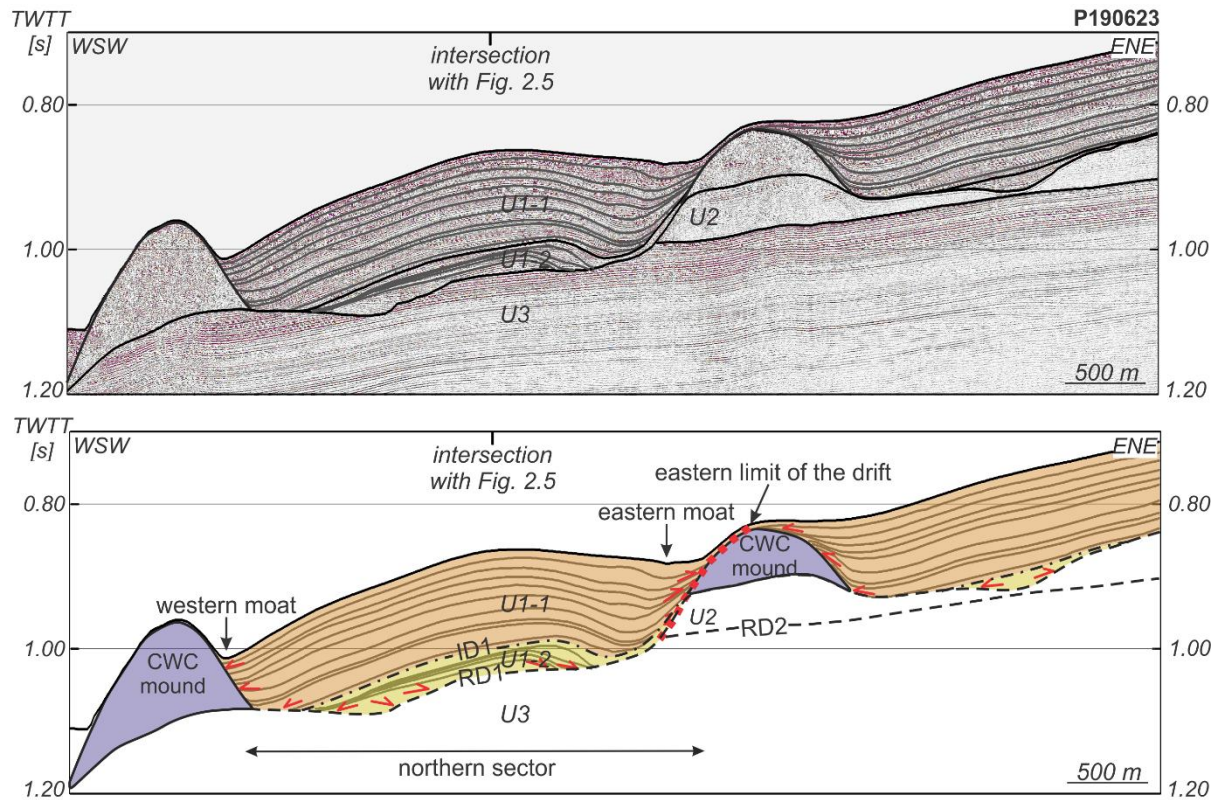 TWTT
[s]
WSW
intersection
with Fig. 2.5
P190623
ENE
0.80
0.80
U1-1
U2
1.00
1.00
U1-2
U3
500 m
1.20
1.20
TWTT
[s]
WSW
intersection
with Fig. 2.5
ENE
eastern limit of the drift
0.80
0.80
eastern moat
CWC
mound
western moat
U1-1
U2
RD2
1.00
1.00
ID1
U1-2
CWC
mound
RD1
U3
northern sector
500 m
1.20
1.20